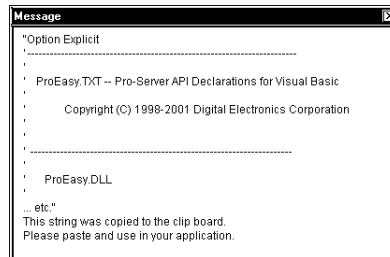 Message
"Option Explicit
'--------------------------------------------------------------------------
'
' ProEasy.TXT -- Pro-Server API Declarations for Visual Basic
'
' Copyright (C) 1998-2001 Digital Electronics Corporation
'
'
' ------------------------------------------------------------------------
'
' ProEasy.DLL
'
... etc."
This string was copied to the clip board.
Please paste and use in your application.